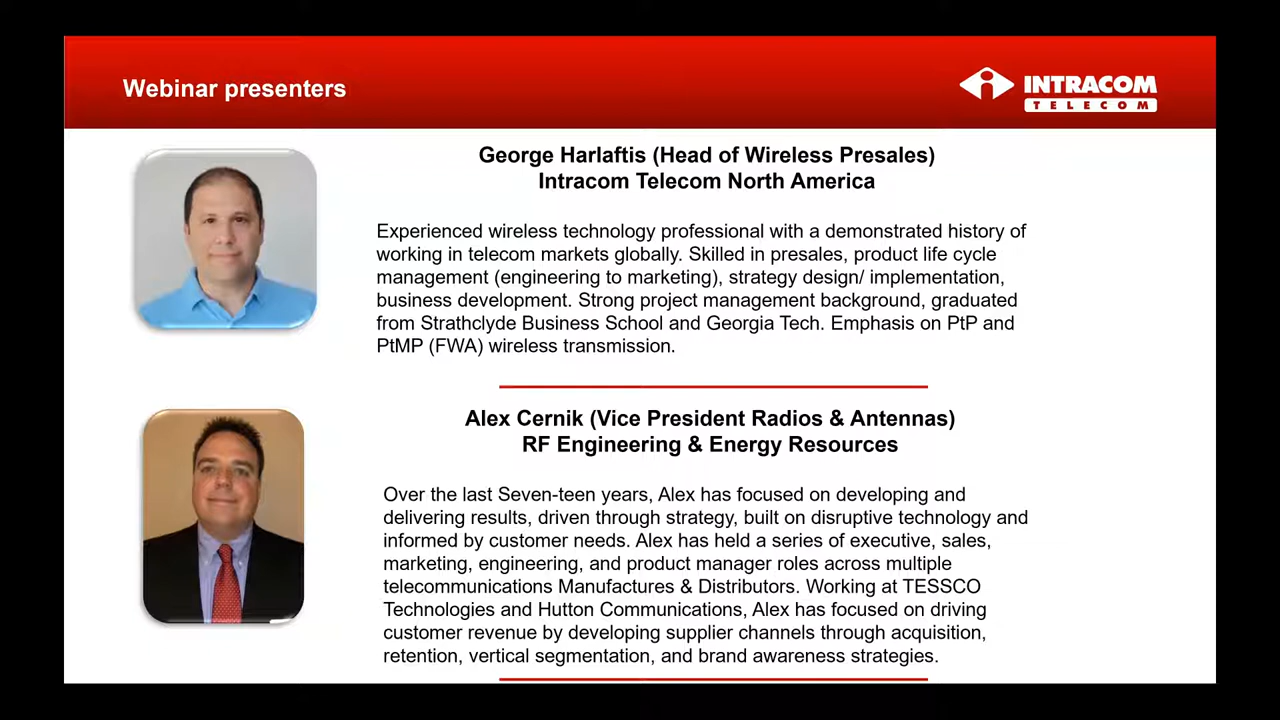 Webinar presenters
INTRACOM
TELECOM
George Harlaftis (Head of Wireless Presales)
Intracom Telecom North America
Experienced wireless technology professional with a demonstrated history of
working in telecom markets globally. Skilled in presales, product life cycle
management (engineering to marketing), strategy design/ implementation,
business development. Strong project management background, graduated
from Strathclyde Business School and Georgia Tech. Emphasis on PtP and
PtMP (FWA) wireless transmission.
Alex Cernik (Vice President Radios & Antennas)
RF Engineering & Energy Resources
Over the last Seven-teen years, Alex has focused on developing and
delivering results, driven through strategy, built on disruptive technology and
informed by customer needs. Alex has held a series of executive, sales,
marketing, engineering, and product manager roles across multiple
telecommunications Manufactures & Distributors. Working at TESSCO
Technologies and Hutton Communications, Alex has focused on driving
customer revenue by developing supplier channels through acquisition,
retention, vertical segmentation, and brand awareness strategies.